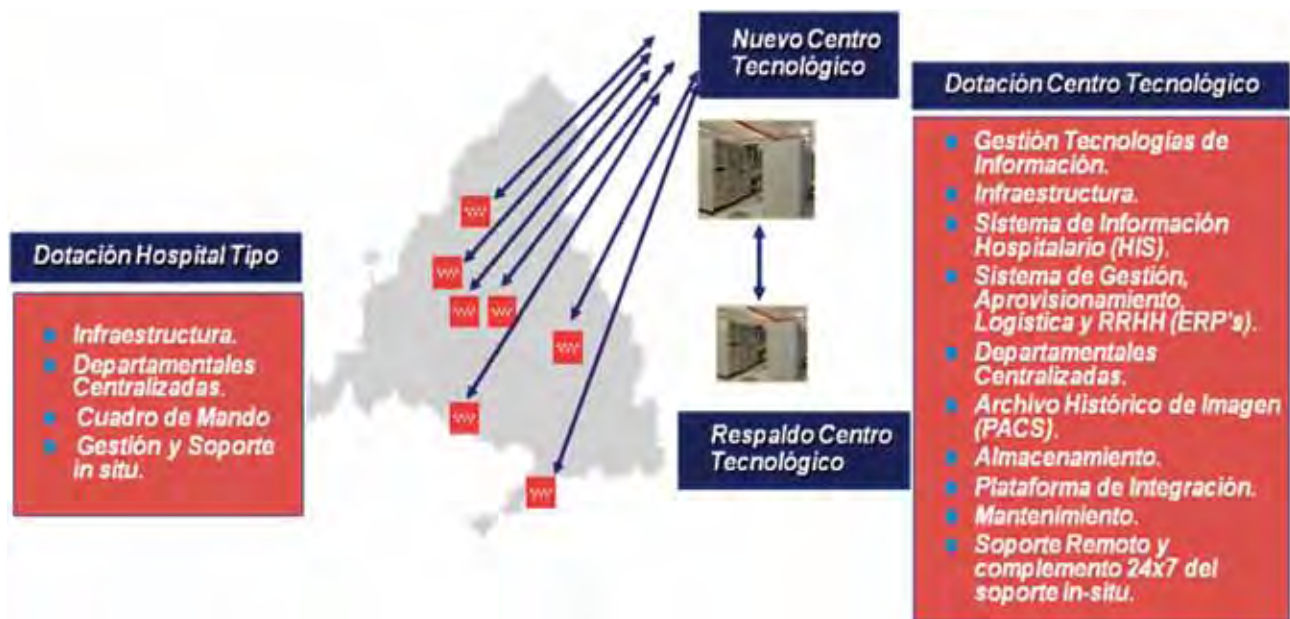 Nuevo Centro
Tecnológico
Dotación Centro Tecnológico
Gestión Tecnologías de
Información.
Infraestructura.
Sistema de Información
Hospitalario (HIS).
Sistema de Gestión,
Aprovisionamiento,
Logística y RRHH (ERP's).
Departamentales
Centralizadas.
Archivo Histórico de Imagen
(PACS).
Almacenamiento.
Plataforma de Integración.
Mantenimiento.
Soporte Remoto y
complemento 24x7 del
soporte in-situ.
Dotación Hospital Tipo
Infraestructura.
Departamentales
Centralizadas.
Cuadro de Mando
Gestión y Soporte
in situ.
Respaldo Centro
Tecnológico